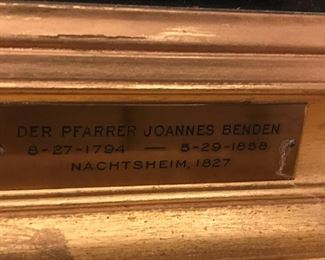 DER PFARRER JOANNES BENDEN
8-27-1794 — 5-29-1858
NACHTSHEIM, 1827